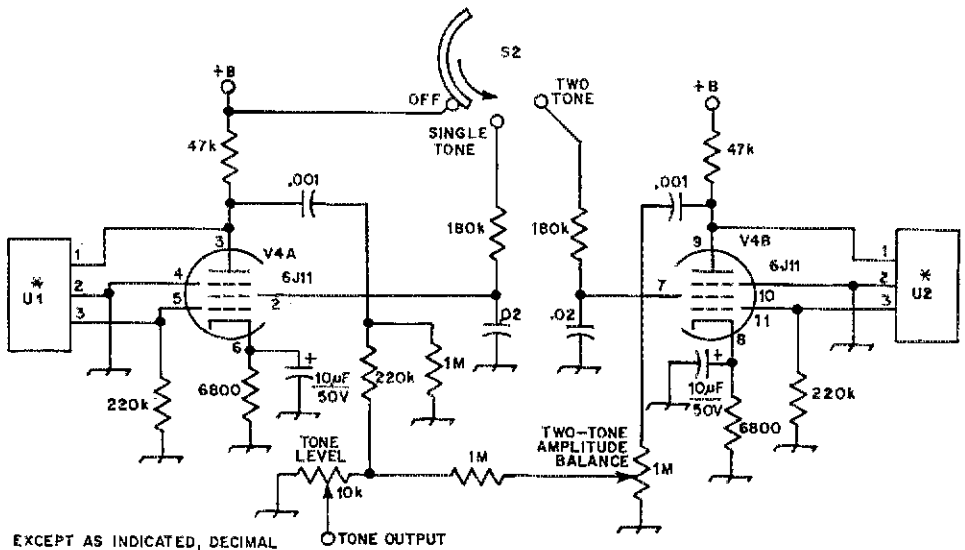 S2
+B
OFF
TWO
TONE
SINGLE
TONE
+B
47k
47k
.001
.001
180k
180k
3
V4A
6J11
9
V4B
6J11
1
2
3
*
U1
4
5
2
6
7
10
11
8
1
2
3
*
U2
.02
.02
220k
6800
+
10µF
50V
220k
1M
+
10µF
50V
6800
220k
TONE
LEVEL
10k
1M
TWO-TONE
AMPLITUDE
BALANCE
1M
EXCEPT AS INDICATED, DECIMAL
TONE OUTPUT